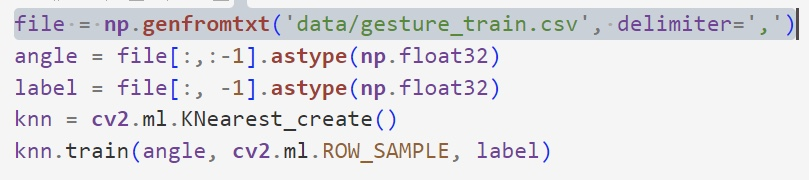 file = np.genfromtxt('data/gesture_train.csv', delimiter=',')
angle = file[:,:-1].astype(np.float32)
label = file[:, -1].astype(np.float32)
knn = cv2.ml.KNearest_create()
knn.train(angle, cv2.ml.ROW_SAMPLE, label)